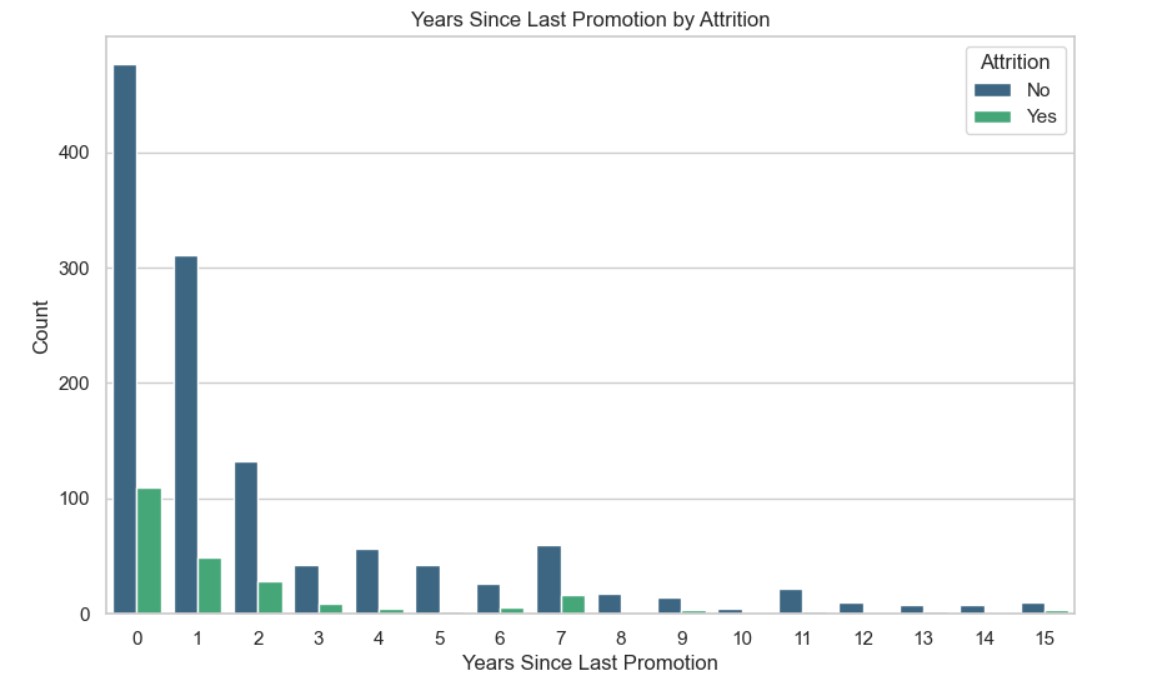 Years Since Last Promotion by Attrition
Attrition
No
Yes
Count
400
300
200
100
0
0 1 2 3 4 5 6 7 8 9 10 11 12 13 14 15
Years Since Last Promotion